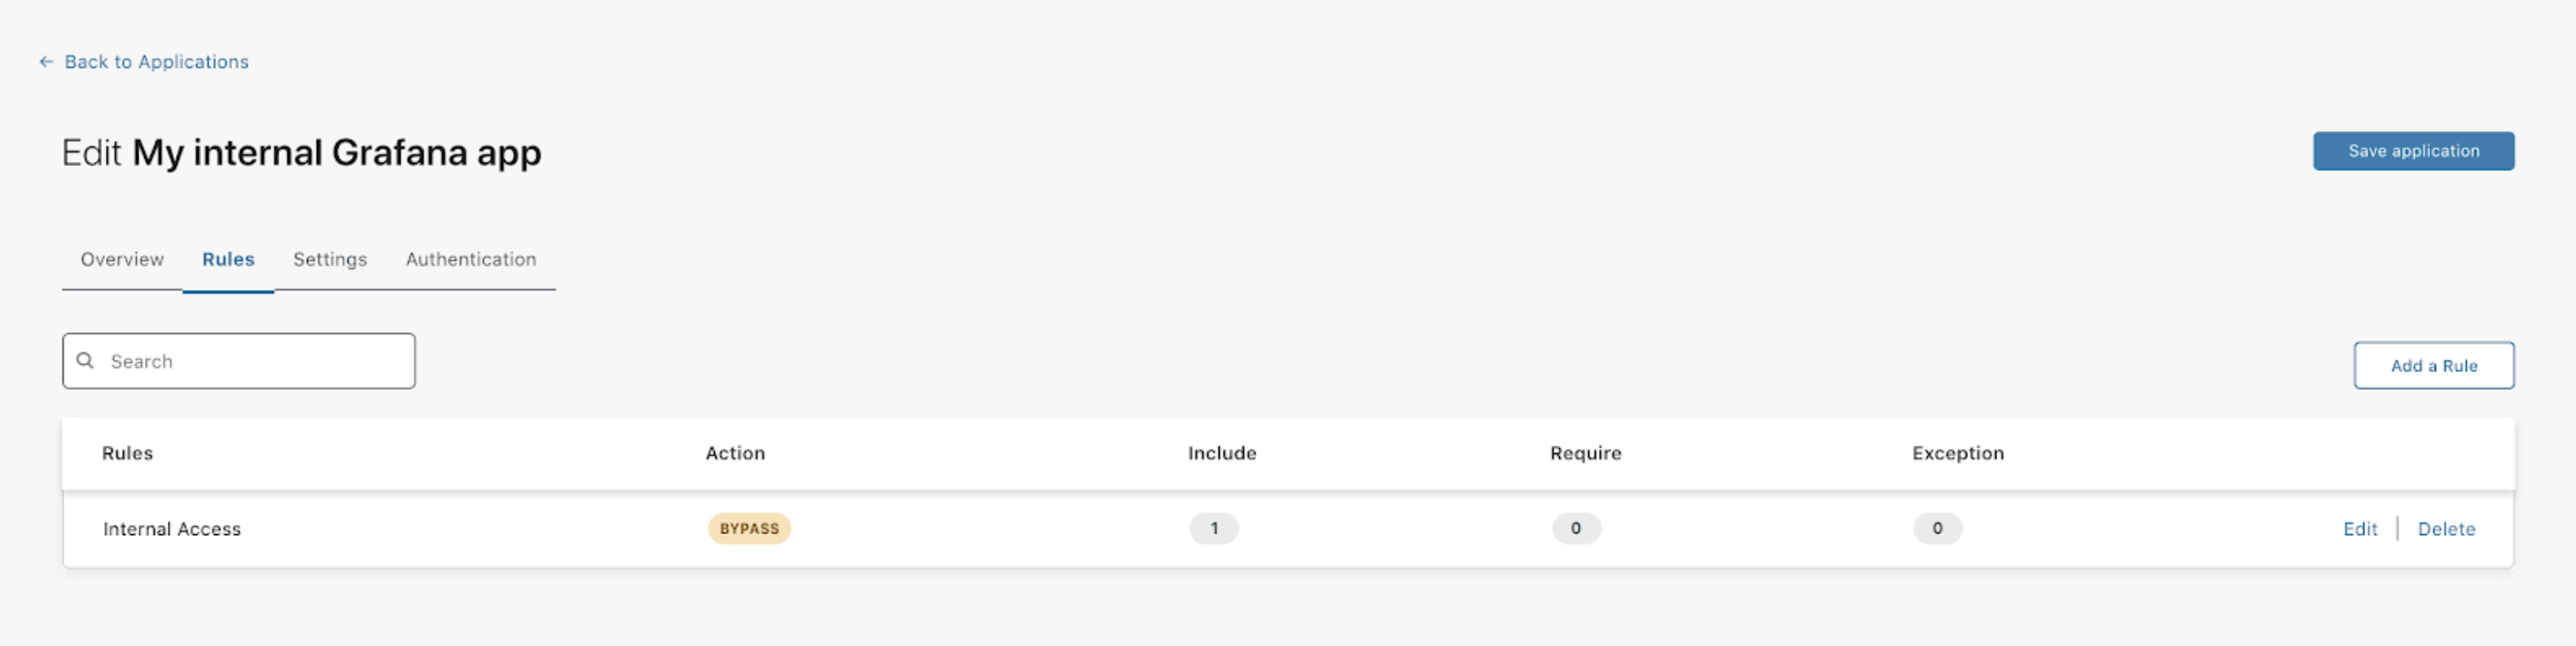 ← Back to Applications
Edit My internal Grafana app
Save application
Overview Rules Settings Authentication
Search
Add a Rule
Rules Action Include Require Exception
Internal Access BYPASS 1 0 0 Edit | Delete